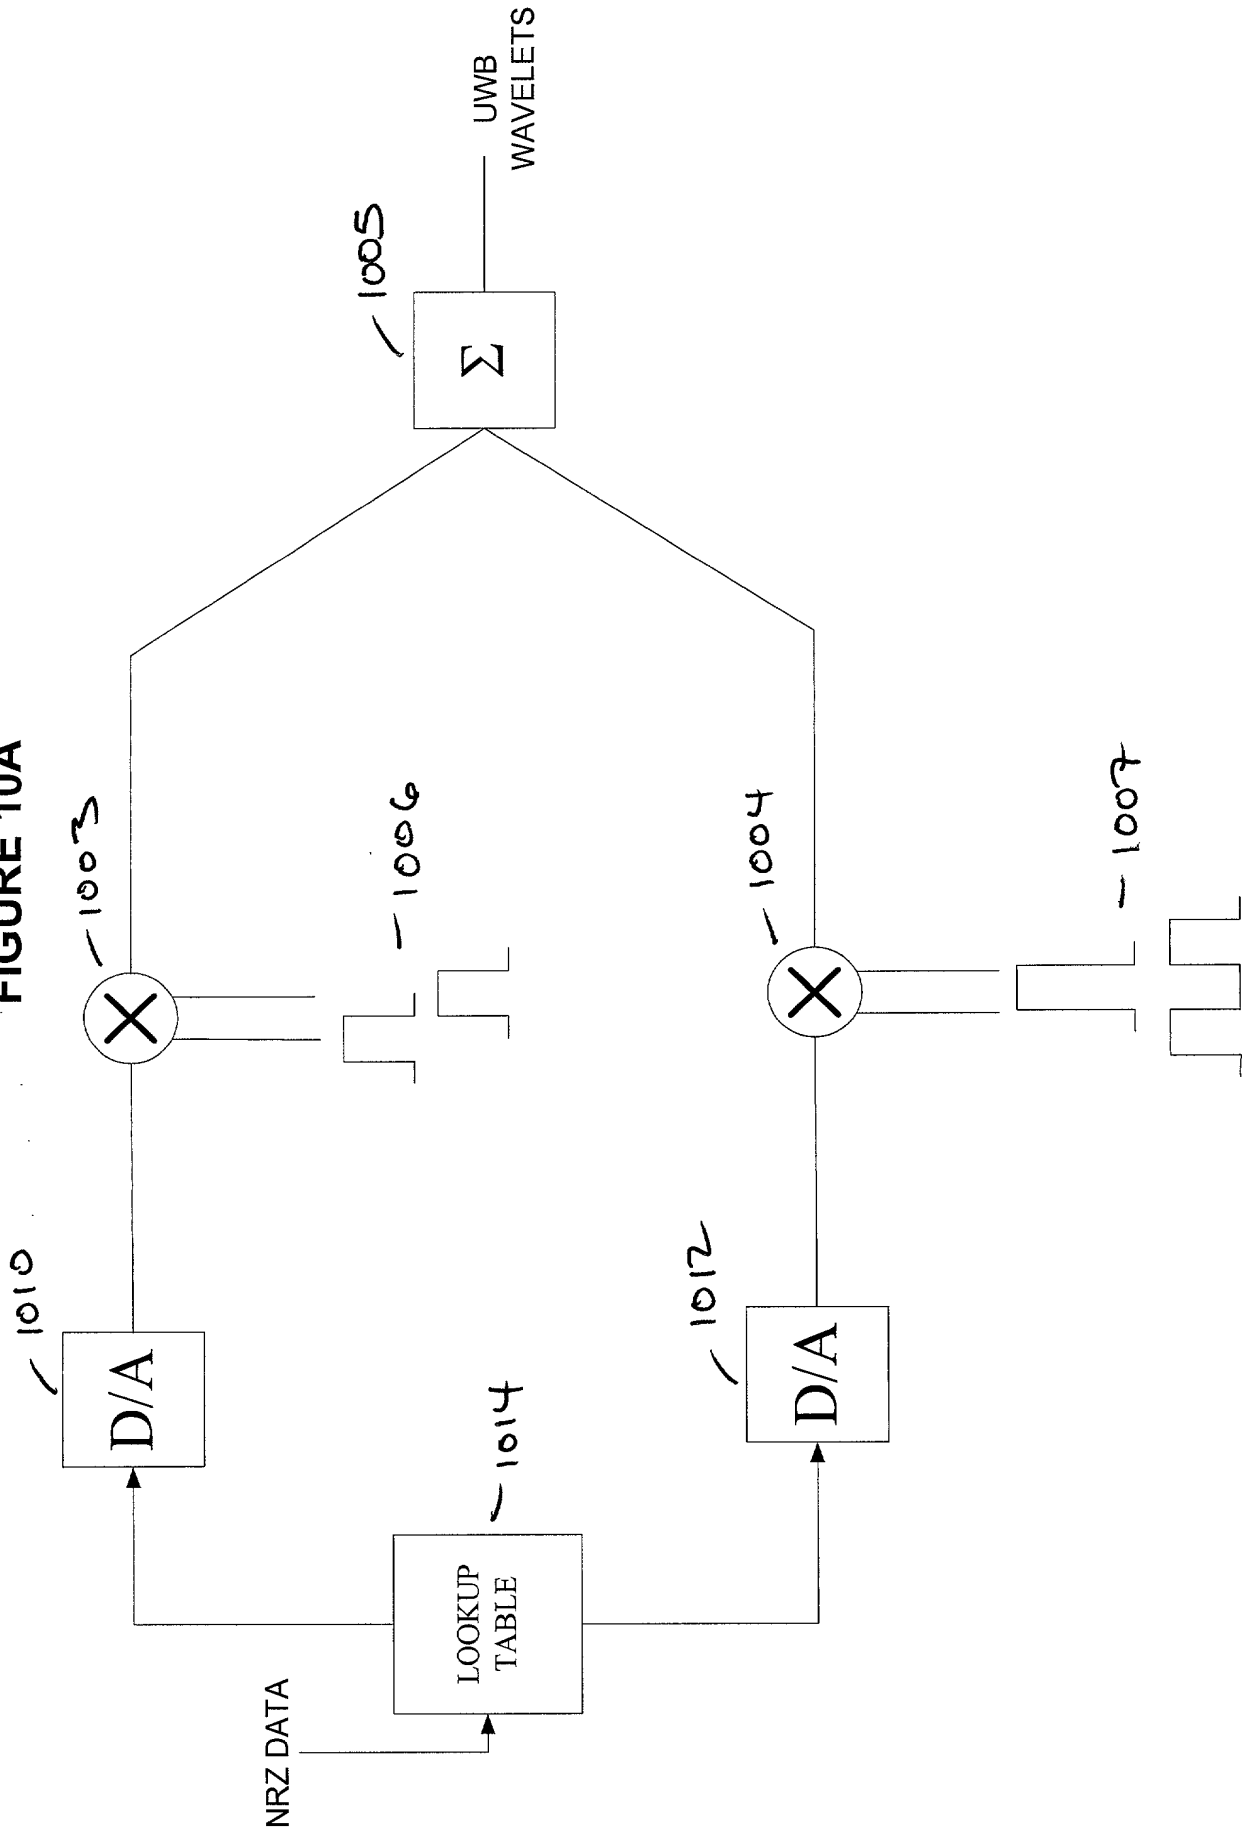 FIGURE 10A
1010
D/A
1003
X
1006
1005
Σ
UWB
WAVELETS
NRZ DATA
LOOKUP
TABLE
1014
1012
D/A
1004
X
1007